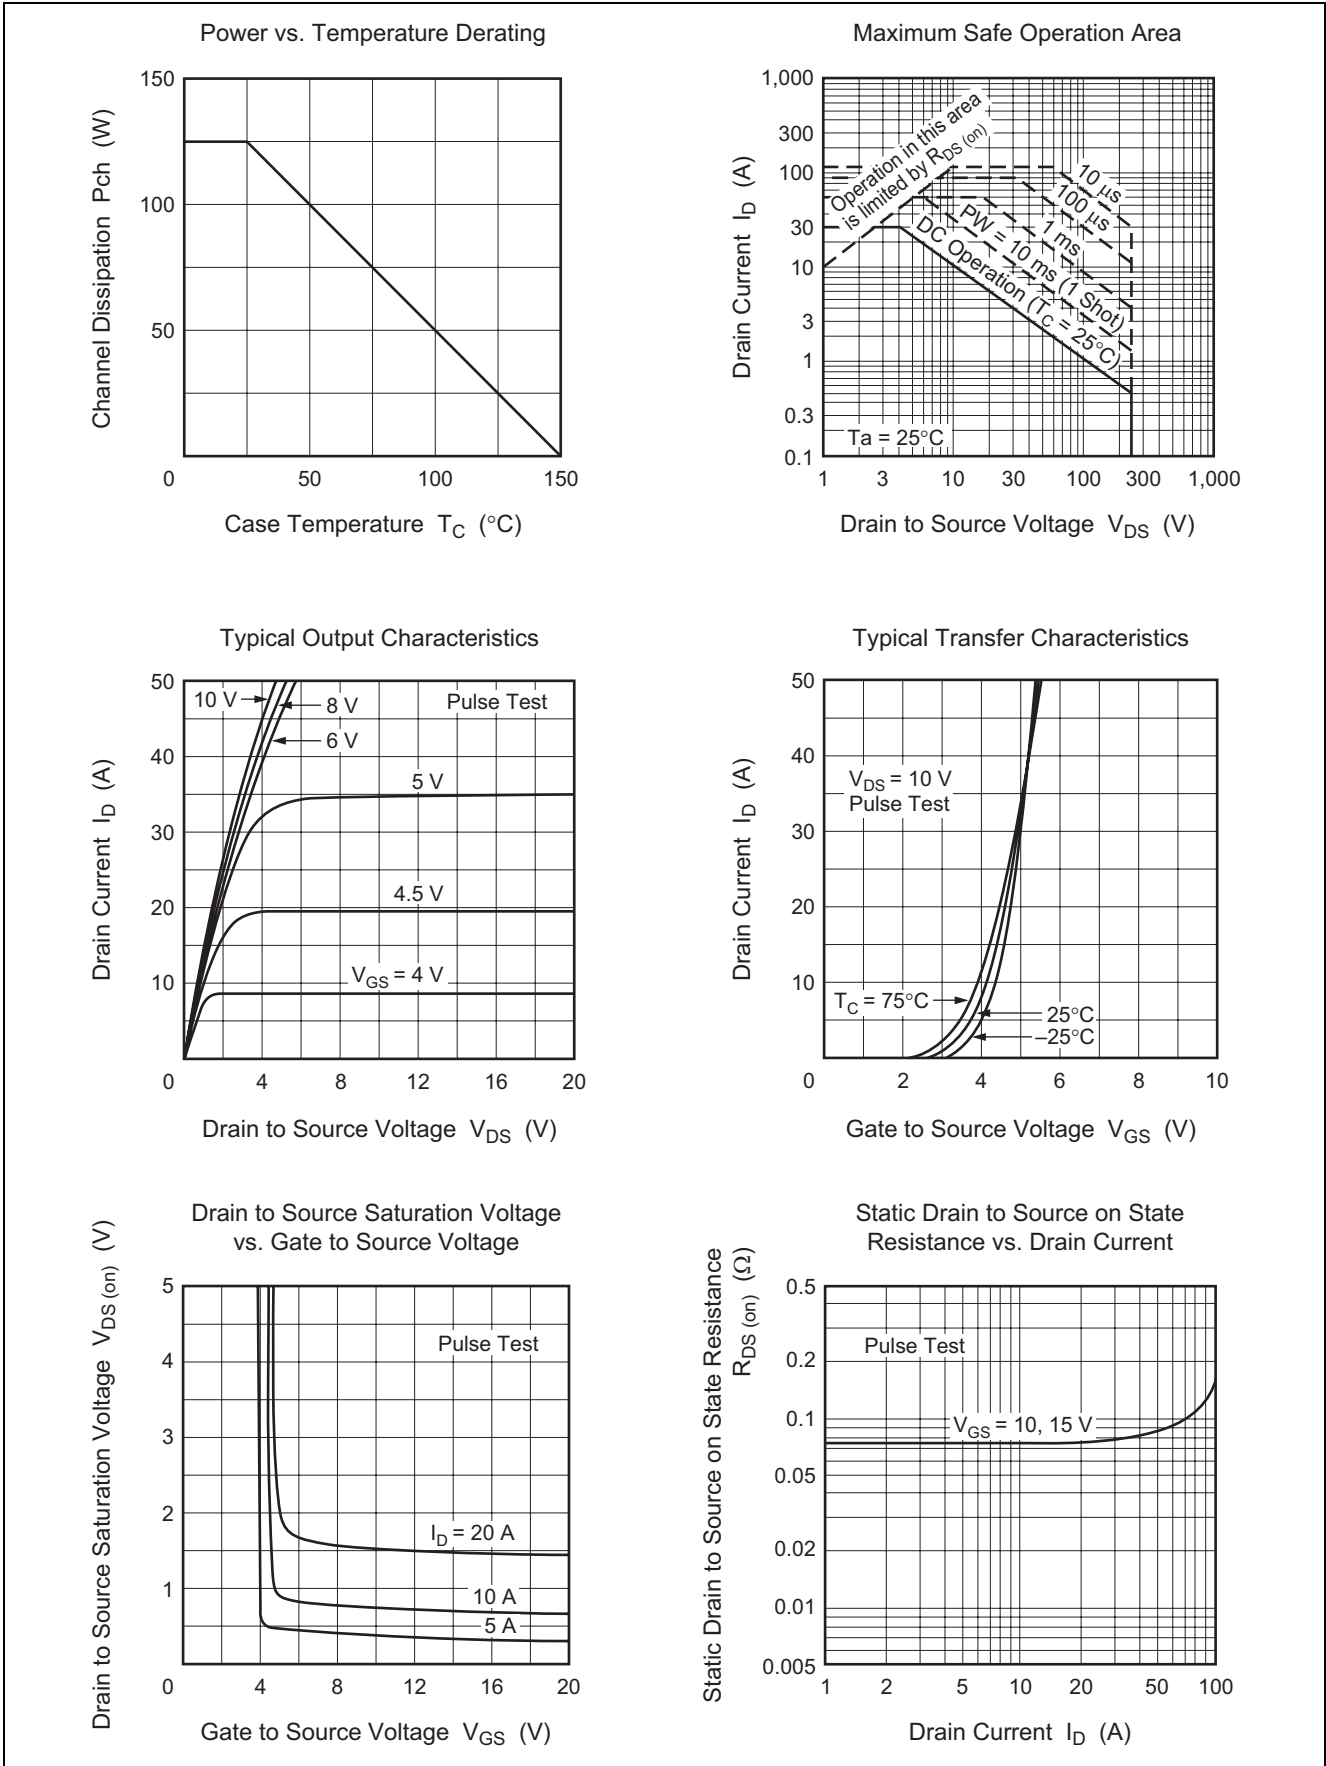 Power vs. Temperature Derating
Channel Dissipation Pch (W)
150
100
50
0
50
100
150
Case Temperature T_C (°C)
Maximum Safe Operation Area
Drain Current I_D (A)
1,000
300
100
30
10
3
1
0.3
0.1
Operation in this area
is limited by R_DS (on)
10 µs
100 µs
1 ms
PW = 10 ms (1 Shot)
DC Operation (T_C = 25°C)
Ta = 25°C
1 3 10 30 100 300 1,000
Drain to Source Voltage V_DS (V)
Typical Output Characteristics
Drain Current I_D (A)
50
40
30
20
10
10 V
8 V
6 V
Pulse Test
5 V
4.5 V
V_GS = 4 V
0 4 8 12 16 20
Drain to Source Voltage V_DS (V)
Typical Transfer Characteristics
Drain Current I_D (A)
50
40
30
20
10
V_DS = 10 V
Pulse Test
T_C = 75°C
25°C
–25°C
0 2 4 6 8 10
Gate to Source Voltage V_GS (V)
Drain to Source Saturation Voltage
vs. Gate to Source Voltage
Drain to Source Saturation Voltage V_DS (on) (V)
5
4
3
2
1
Pulse Test
I_D = 20 A
10 A
5 A
0 4 8 12 16 20
Gate to Source Voltage V_GS (V)
Static Drain to Source on State
Resistance vs. Drain Current
Static Drain to Source on State Resistance
R_DS (on) (Ω)
0.5
0.2
0.1
0.05
0.02
0.01
0.005
Pulse Test
V_GS = 10, 15 V
1 2 5 10 20 50 100
Drain Current I_D (A)